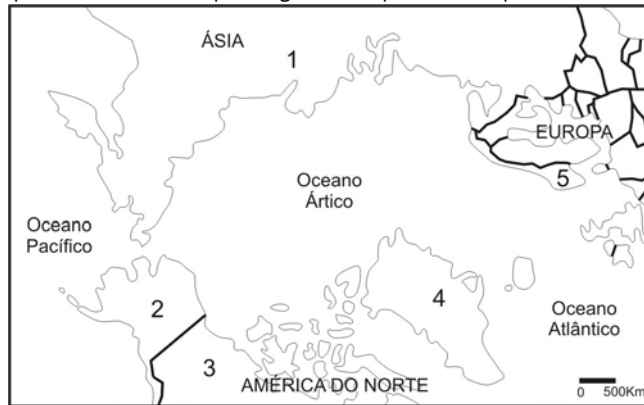 ÁSIA
1
EUROPA
5
Oceano
Ártico
Oceano
Pacífico
2
4
Oceano
Atlântico
3
AMÉRICA DO NORTE
0 500Km